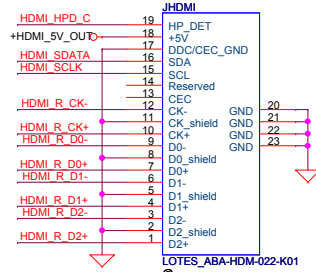 JHDMI
HDMI_HPD_C 19 HP_DET
+HDMI_5V_OUT 18 +5V
17 DDC/CEC_GND
HDMI_SDATA 16 SDA
HDMI_SCLK 15 SCL
14 Reserved
13 CEC
HDMI_R_CK- 12 CK- GND 20
11 CK_shield GND 21
HDMI_R_CK+ 10 CK+ GND 22
HDMI_R_D0- 9 D0- GND 23
8 D0_shield
HDMI_R_D0+ 7 D0+
HDMI_R_D1- 6 D1-
5 D1_shield
HDMI_R_D1+ 4 D1+
HDMI_R_D2- 3 D2-
2 D2_shield
HDMI_R_D2+ 1 D2+
LOTES_ABA-HDM-022-K01